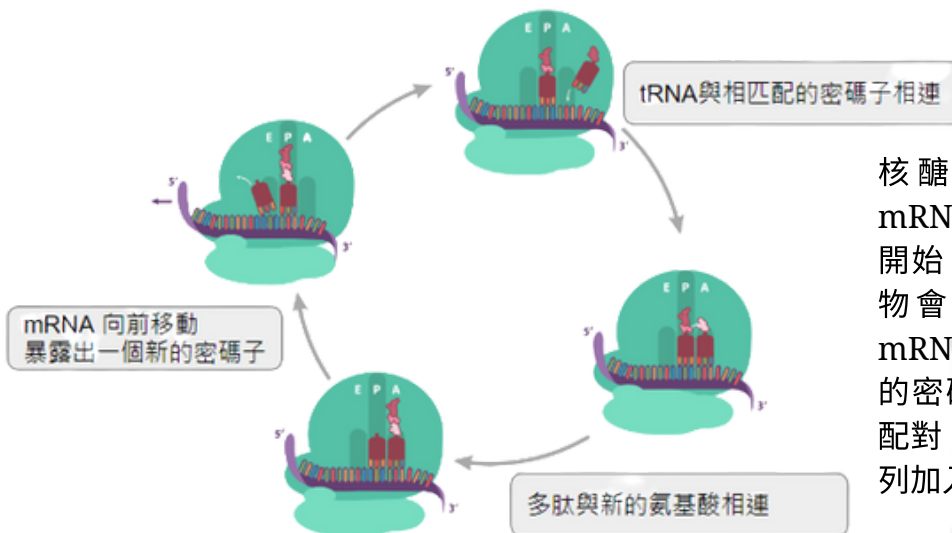 E P A
5'
3'
tRNA與相匹配的密碼子相連
E P A
5'
3'
E P A
5'
3'
mRNA 向前移動
暴露出一個新的密碼子
E P A
5'
3'
多肽與新的氨基酸相連
核醣
mRN
開始
物會
mRN
的密
配對
列加